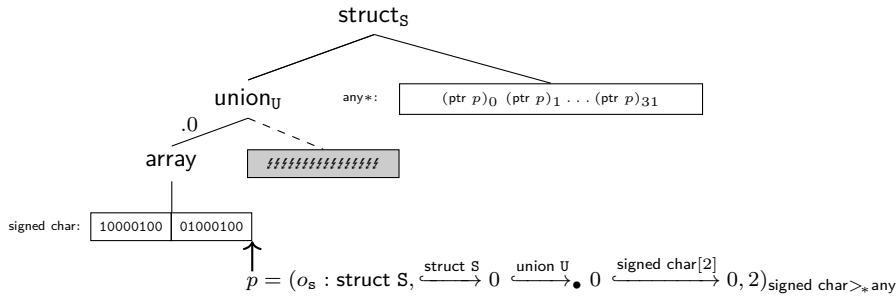 struct_S
union_U any*: (ptr p)_0 (ptr p)_1 ... (ptr p)_31
.0
array ↯↯↯↯↯↯↯↯↯↯↯↯↯↯↯↯
signed char: 10000100 01000100
p = (o_s : struct S, ↪^{struct S} 0 ↪^{union U}_• 0 ↪^{signed char[2]} 0, 2)_{signed char>_*any}